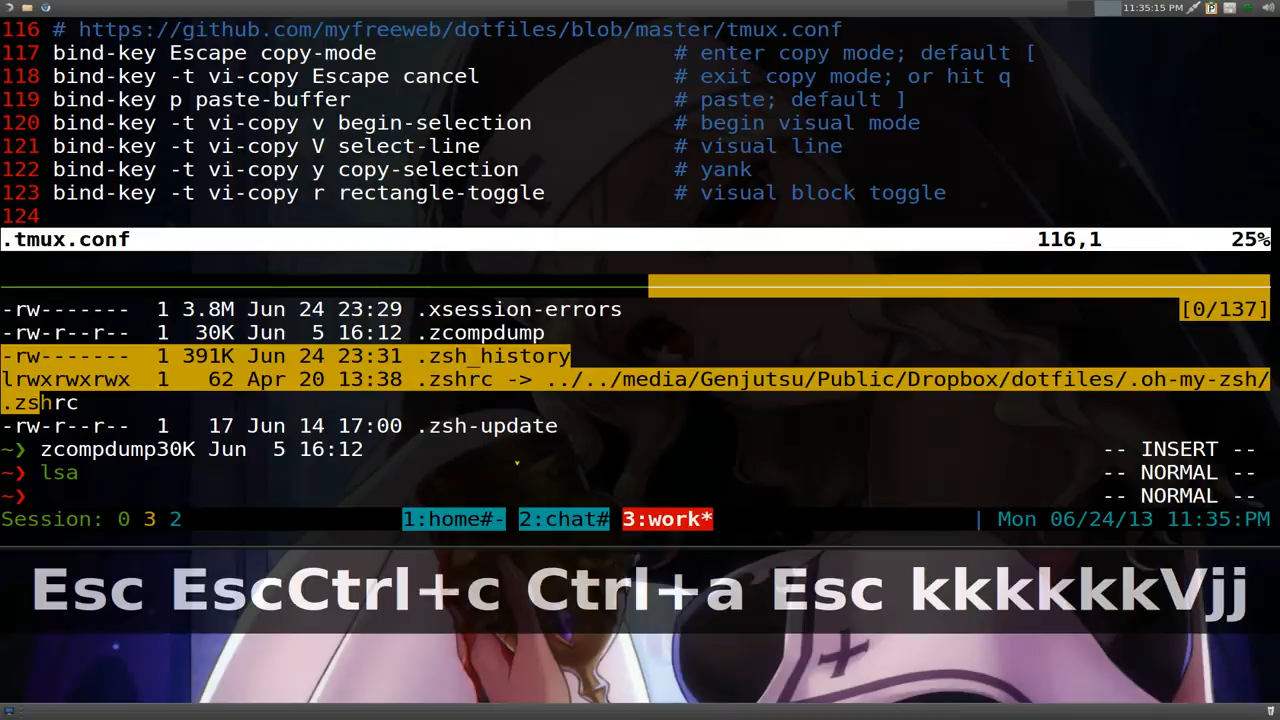 11:35:15 PM
116 # https://github.com/myfreeweb/dotfiles/blob/master/tmux.conf
117 bind-key Escape copy-mode # enter copy mode; default [
118 bind-key -t vi-copy Escape cancel # exit copy mode; or hit q
119 bind-key p paste-buffer # paste; default ]
120 bind-key -t vi-copy v begin-selection # begin visual mode
121 bind-key -t vi-copy V select-line # visual line
122 bind-key -t vi-copy y copy-selection # yank
123 bind-key -t vi-copy r rectangle-toggle # visual block toggle
124
.tmux.conf 116,1 25%
-rw------- 1 3.8M Jun 24 23:29 .xsession-errors [0/137]
-rw-r--r-- 1 30K Jun 5 16:12 .zcompdump
-rw------- 1 391K Jun 24 23:31 .zsh_history
lrwxrwxrwx 1 62 Apr 20 13:38 .zshrc -> ../../media/Genjutsu/Public/Dropbox/dotfiles/.oh-my-zsh/
.zshrc
-rw-r--r-- 1 17 Jun 14 17:00 .zsh-update
~❯ zcompdump30K Jun 5 16:12 -- INSERT --
~❯ lsa -- NORMAL --
~❯ -- NORMAL --
Session: 0 3 2 1:home#- 2:chat# 3:work* | Mon 06/24/13 11:35:PM
Esc EscCtrl+c Ctrl+a Esc kkkkkkVjj